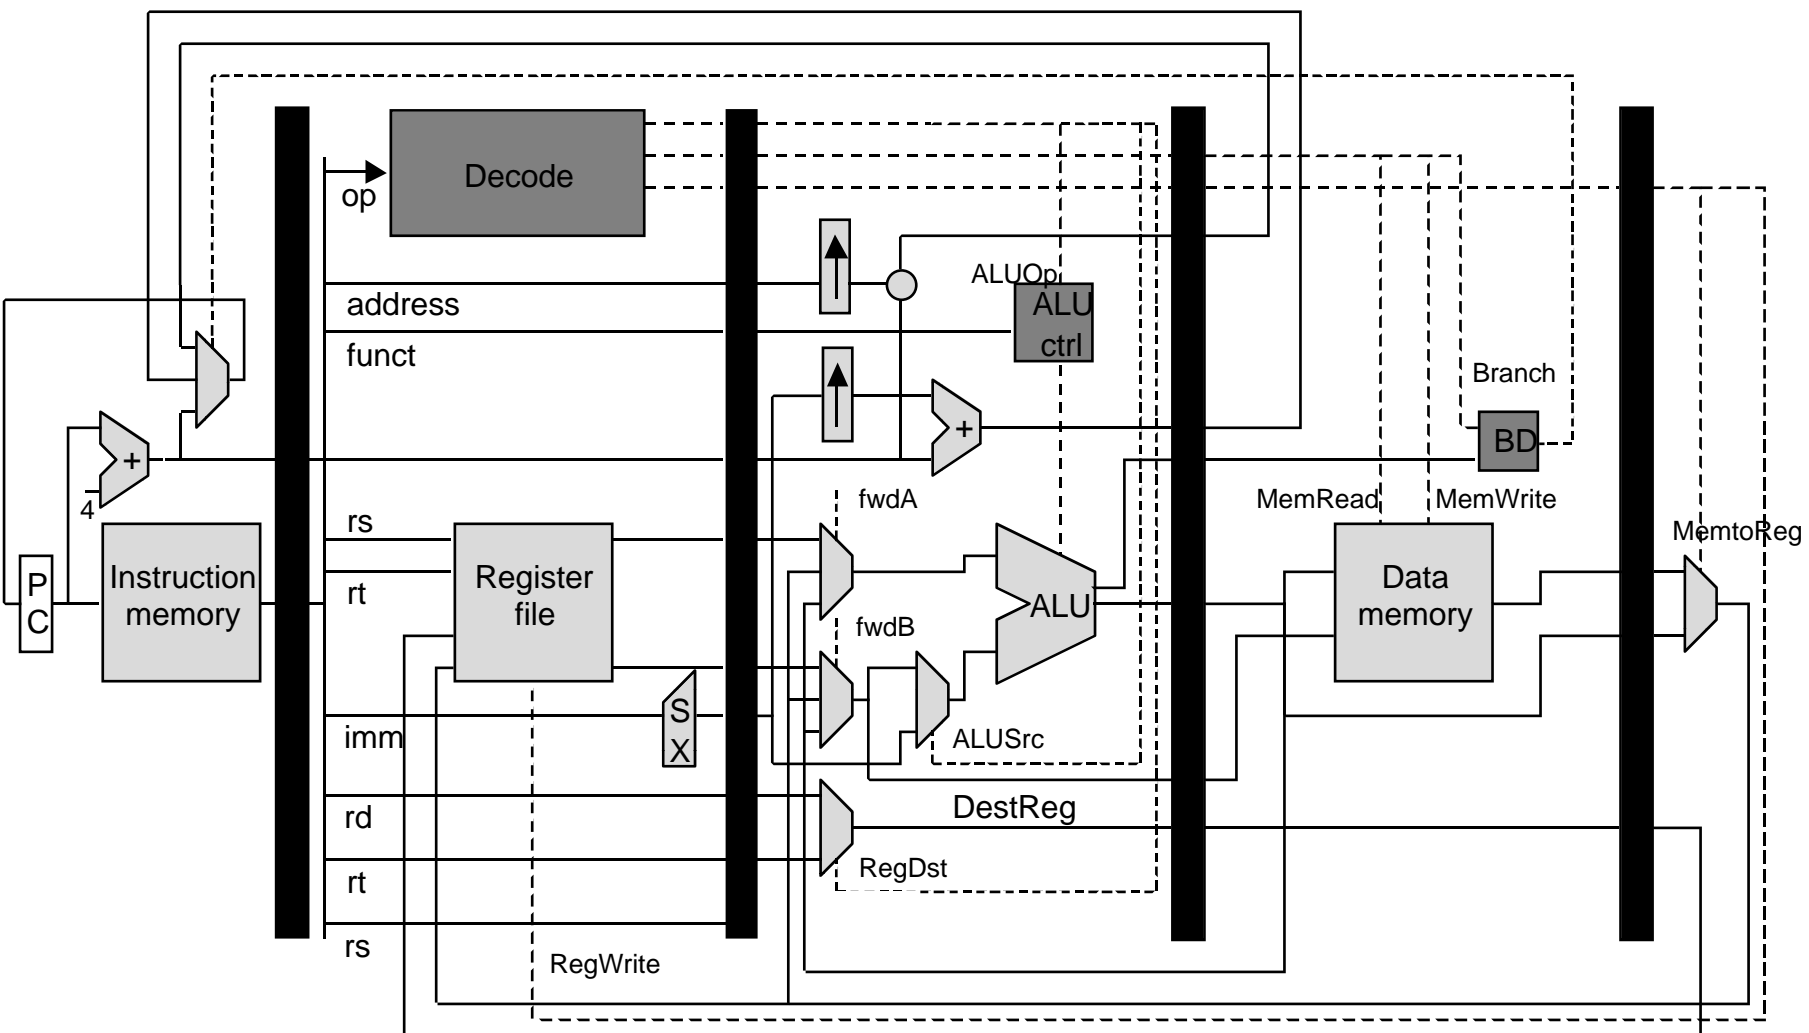 Decode
op
address
funct
ALUOp
ALU
ctrl
Branch
BD
+
+
4
fwdA
MemRead
MemWrite
MemtoReg
rs
rt
P
C
Instruction
memory
Register
file
ALU
Data
memory
fwdB
S
X
imm
ALUSrc
rd
DestReg
rt
RegDst
rs
RegWrite